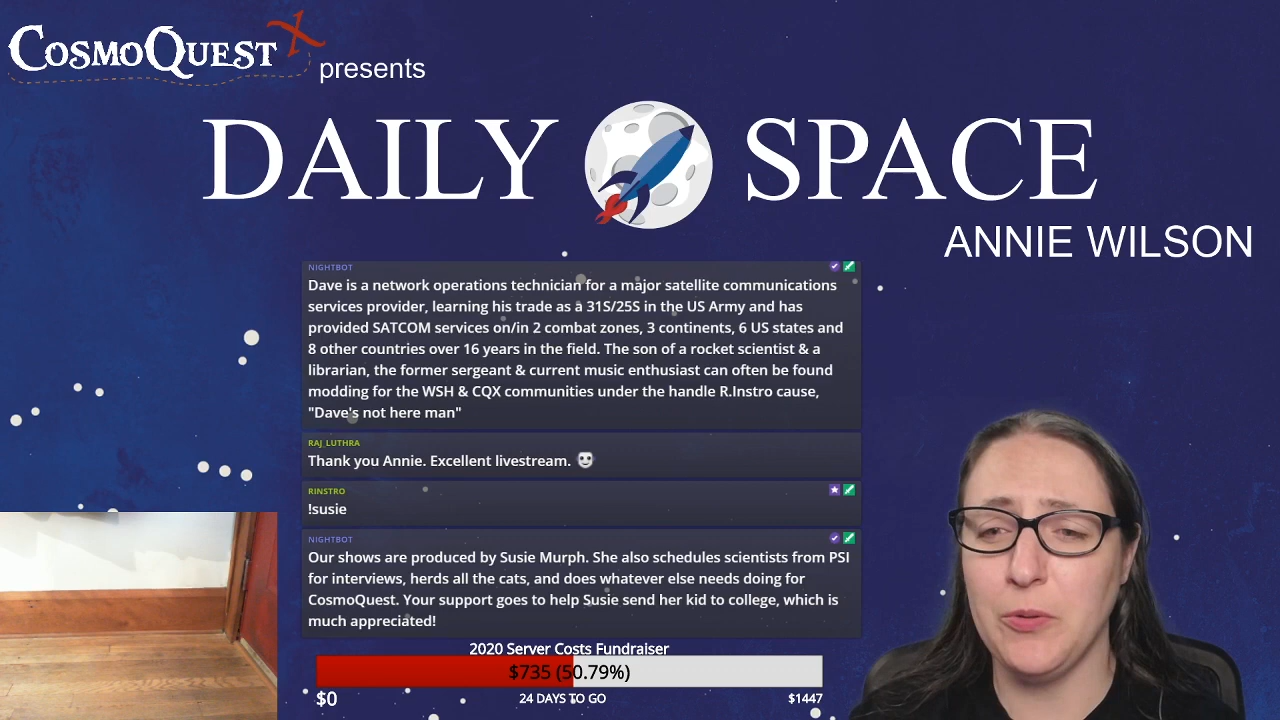 CosmoQuest X
presents
DAILY SPACE
ANNIE WILSON
NIGHTBOT
Dave is a network operations technician for a major satellite communications
services provider, learning his trade as a 31S/25S in the US Army and has
provided SATCOM services on/in 2 combat zones, 3 continents, 6 US states and
8 other countries over 16 years in the field. The son of a rocket scientist & a
librarian, the former sergeant & current music enthusiast can often be found
modding for the WSH & CQX communities under the handle R.Instro cause,
"Dave's not here man"
RAJ_LUTHRA
Thank you Annie. Excellent livestream.
RINSTRO
!susie
NIGHTBOT
Our shows are produced by Susie Murph. She also schedules scientists from PSI
for interviews, herds all the cats, and does whatever else needs doing for
CosmoQuest. Your support goes to help Susie send her kid to college, which is
much appreciated!
2020 Server Costs Fundraiser
$735 (50.79%)
$0 24 DAYS TO GO $1447